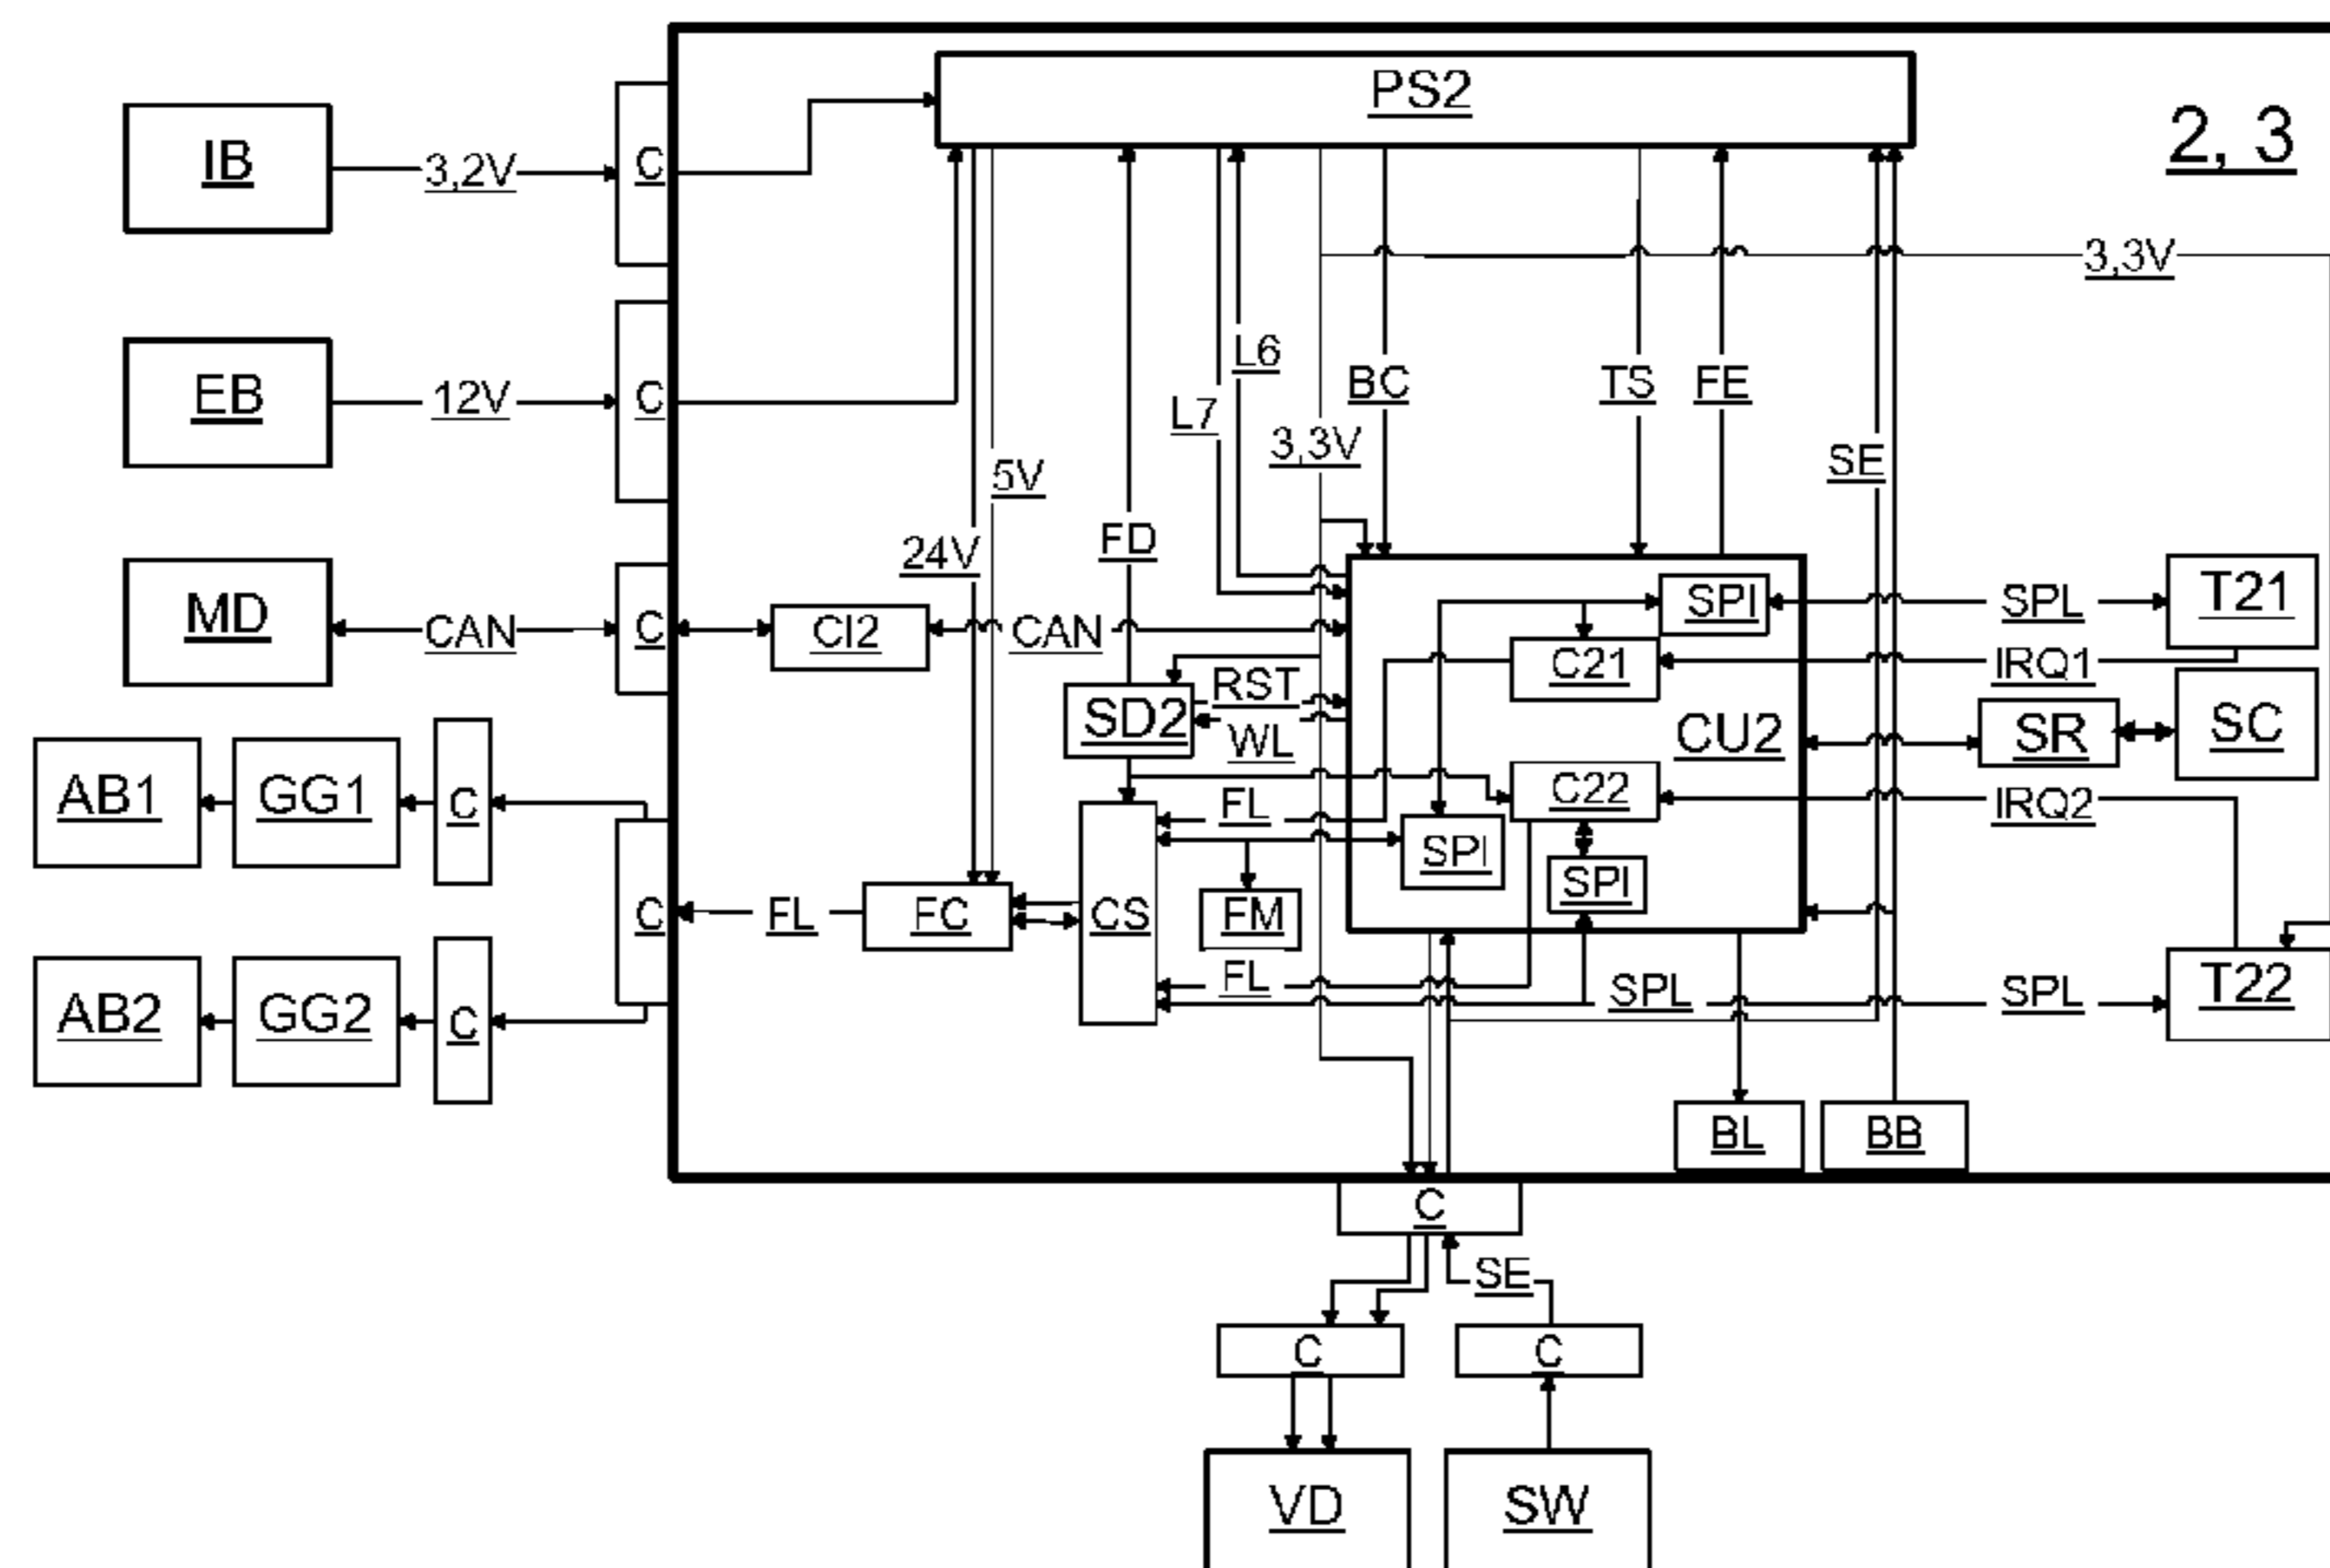 PS2
2, 3
IB
3,2V
C
3,3V
EB
12V
C
L6
BC
TS
FE
L7
3,3V
SE
5V
24V
FD
MD
CAN
C
CI2
CAN
SPI
SPL
T21
C21
IRQ1
SD2
RST
WL
CU2
SR
SC
AB1
GG1
C
FL
C22
IRQ2
SPI
SPI
C
FL
FC
CS
FM
FL
SPL
SPL
T22
AB2
GG2
C
BL
BB
C
SE
C
C
VD
SW